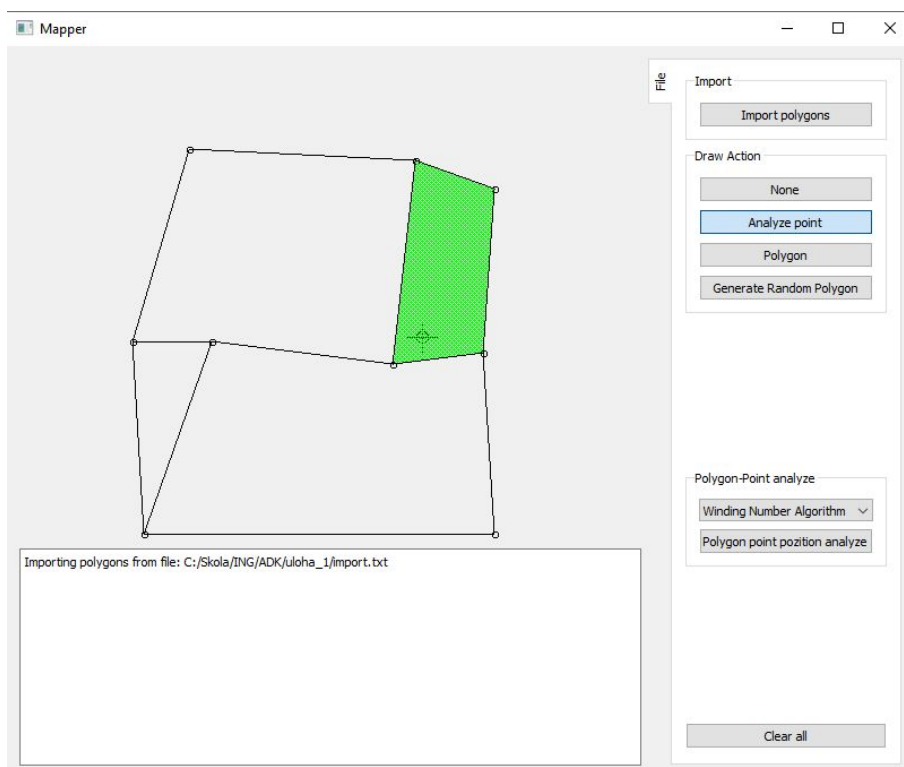 Mapper
File
Import
Import polygons
Draw Action
None
Analyze point
Polygon
Generate Random Polygon
Polygon-Point analyze
Winding Number Algorithm
Polygon point pozition analyze
Importing polygons from file: C:/Skola/ING/ADK/uloha_1/import.txt
Clear all